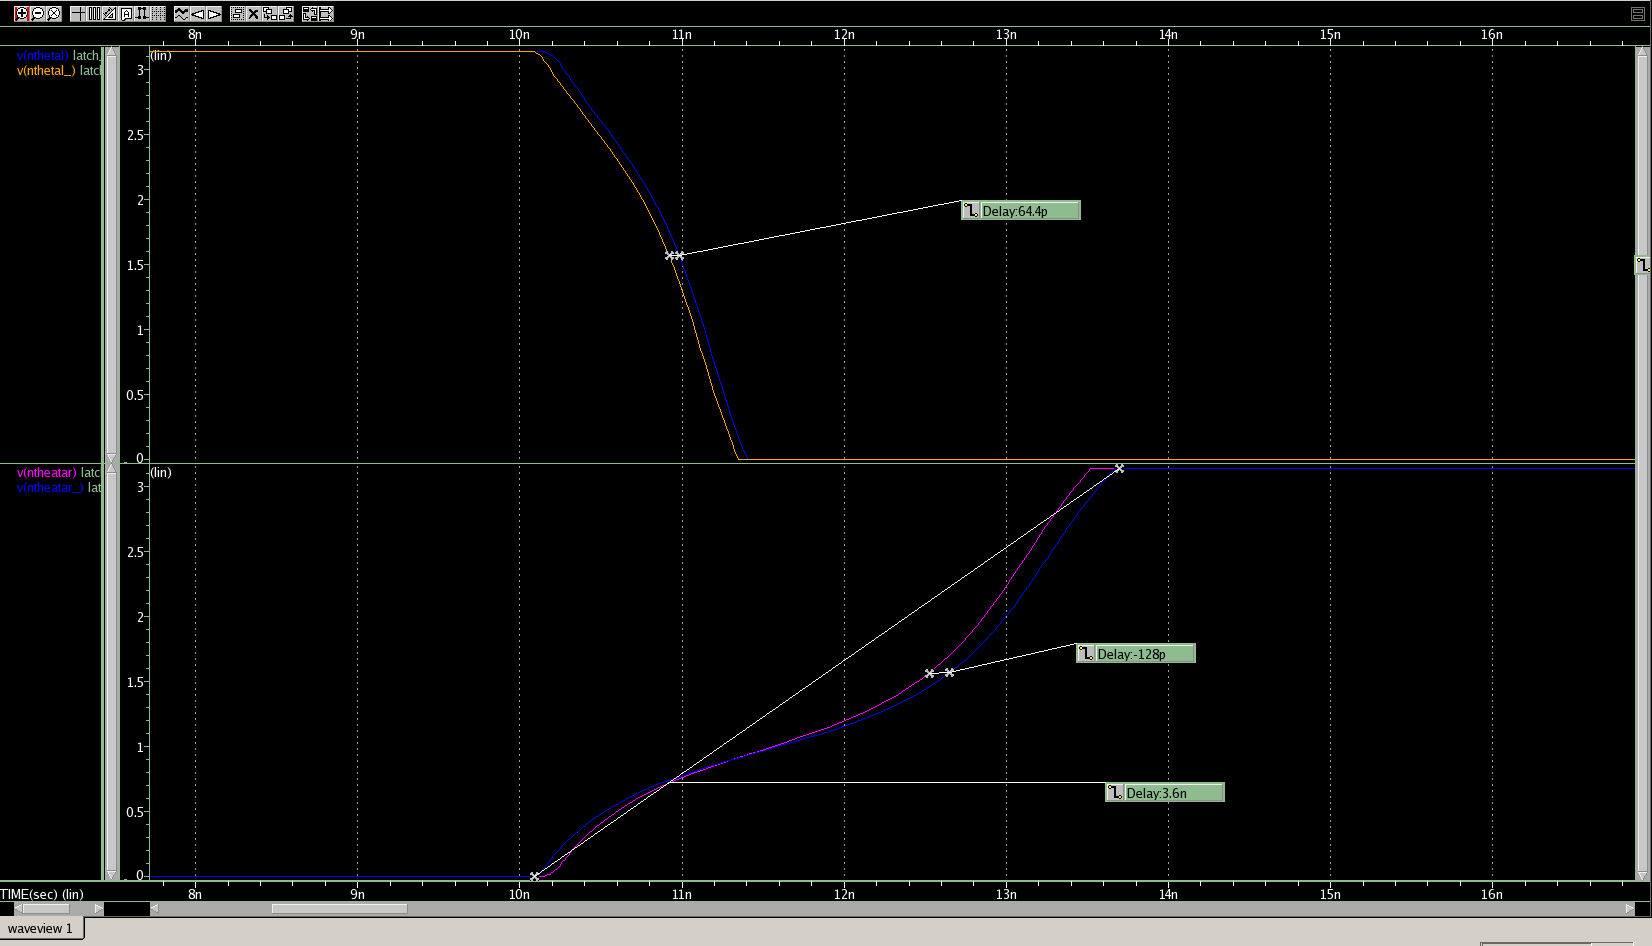 8n 9n 10n 11n 12n 13n 14n 15n 16n
v(nthetal) latch_
v(nthetal_) latc
(lin)
3
2.5
2
1.5
1
0.5
0
Delay:64.4p
v(ntheatar) latc
v(ntheatar_) lat
(lin)
3
2.5
2
1.5
1
0.5
0
Delay:-128p
Delay:3.6n
TIME(sec) (lin) 8n 9n 10n 11n 12n 13n 14n 15n 16n
waveview 1